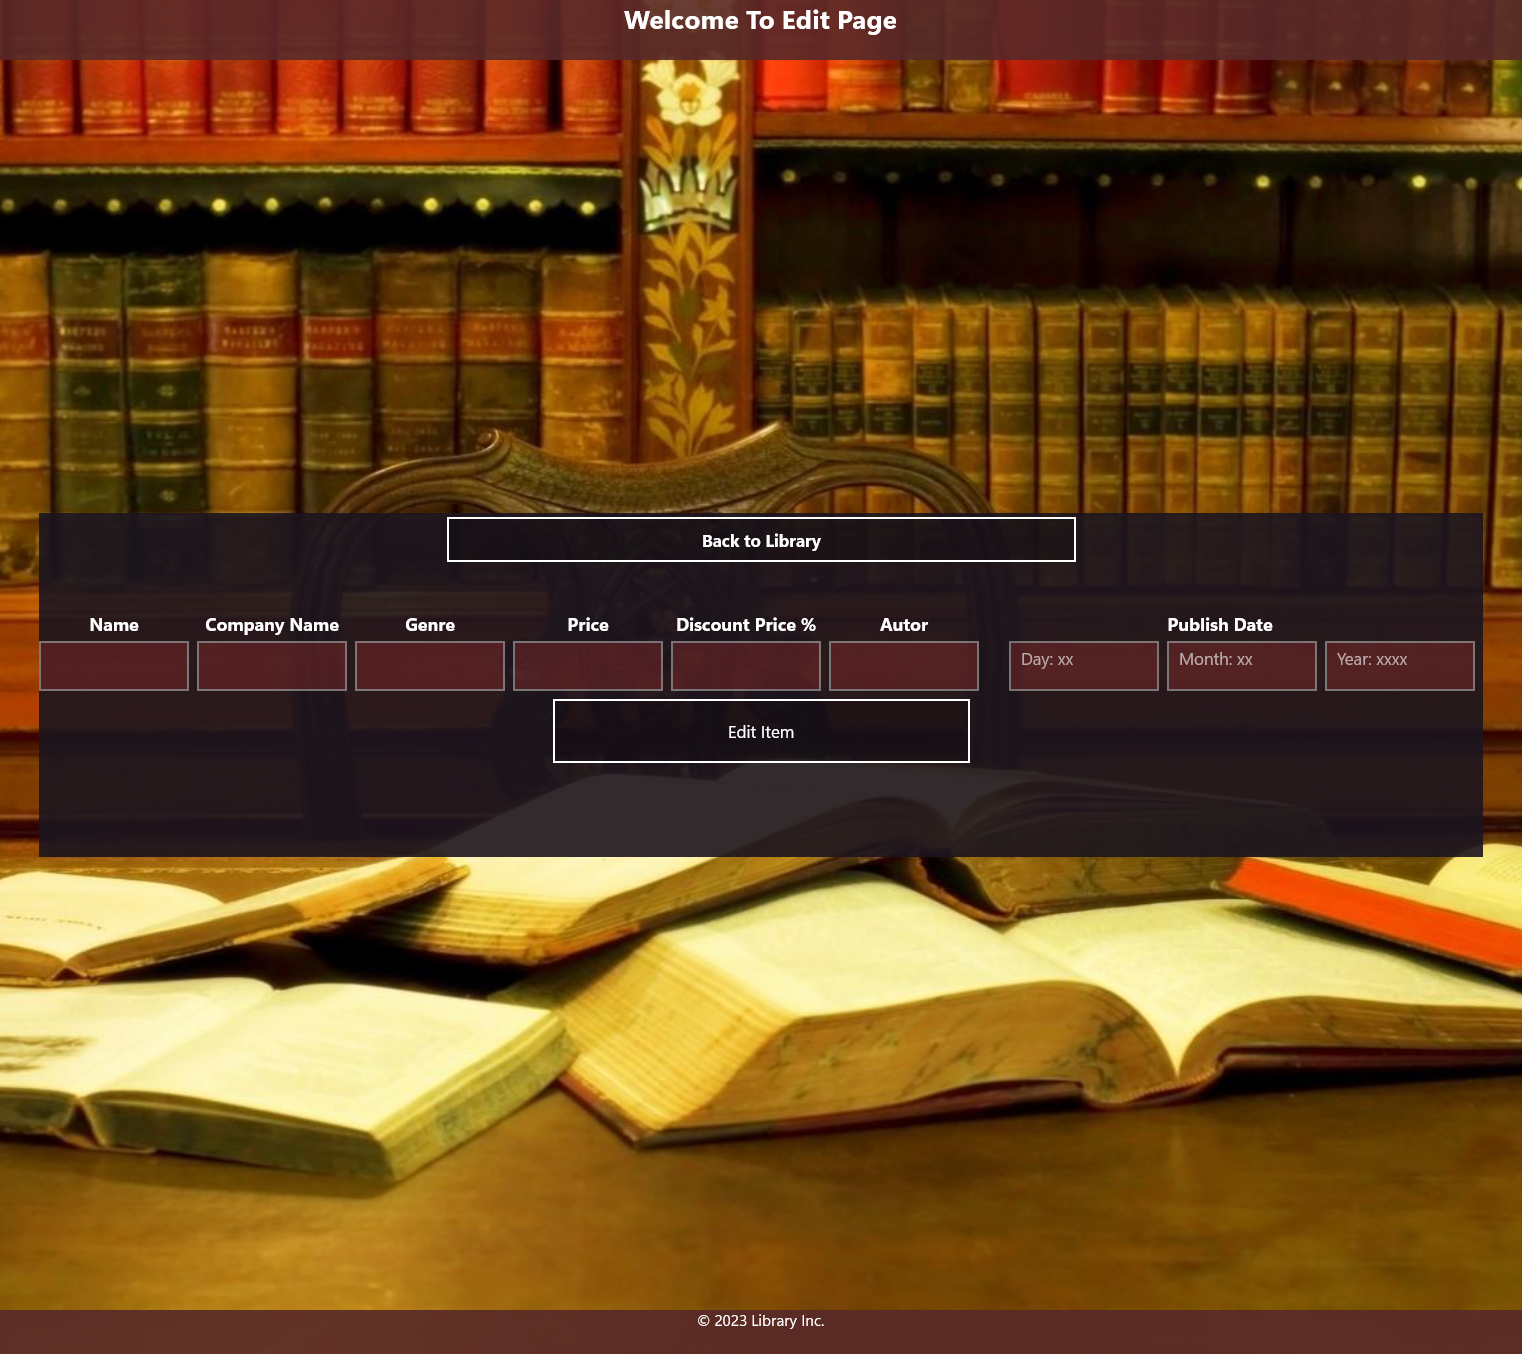 Welcome To Edit Page
Back to Library
Name Company Name Genre Price Discount Price % Autor Publish Date
Day: xx Month: xx Year: xxxx
Edit Item
© 2023 Library Inc.